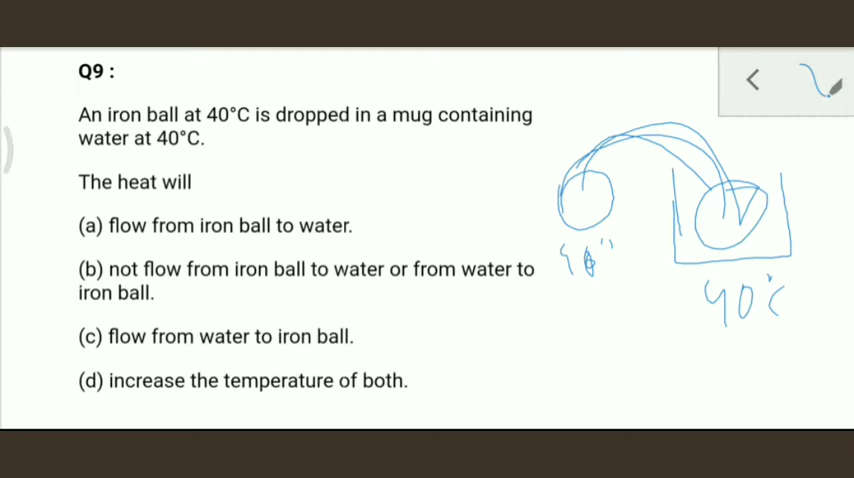 Q9 :
An iron ball at 40°C is dropped in a mug containing
water at 40°C.
The heat will
(a) flow from iron ball to water.
(b) not flow from iron ball to water or from water to
iron ball.
(c) flow from water to iron ball.
(d) increase the temperature of both.
40°C